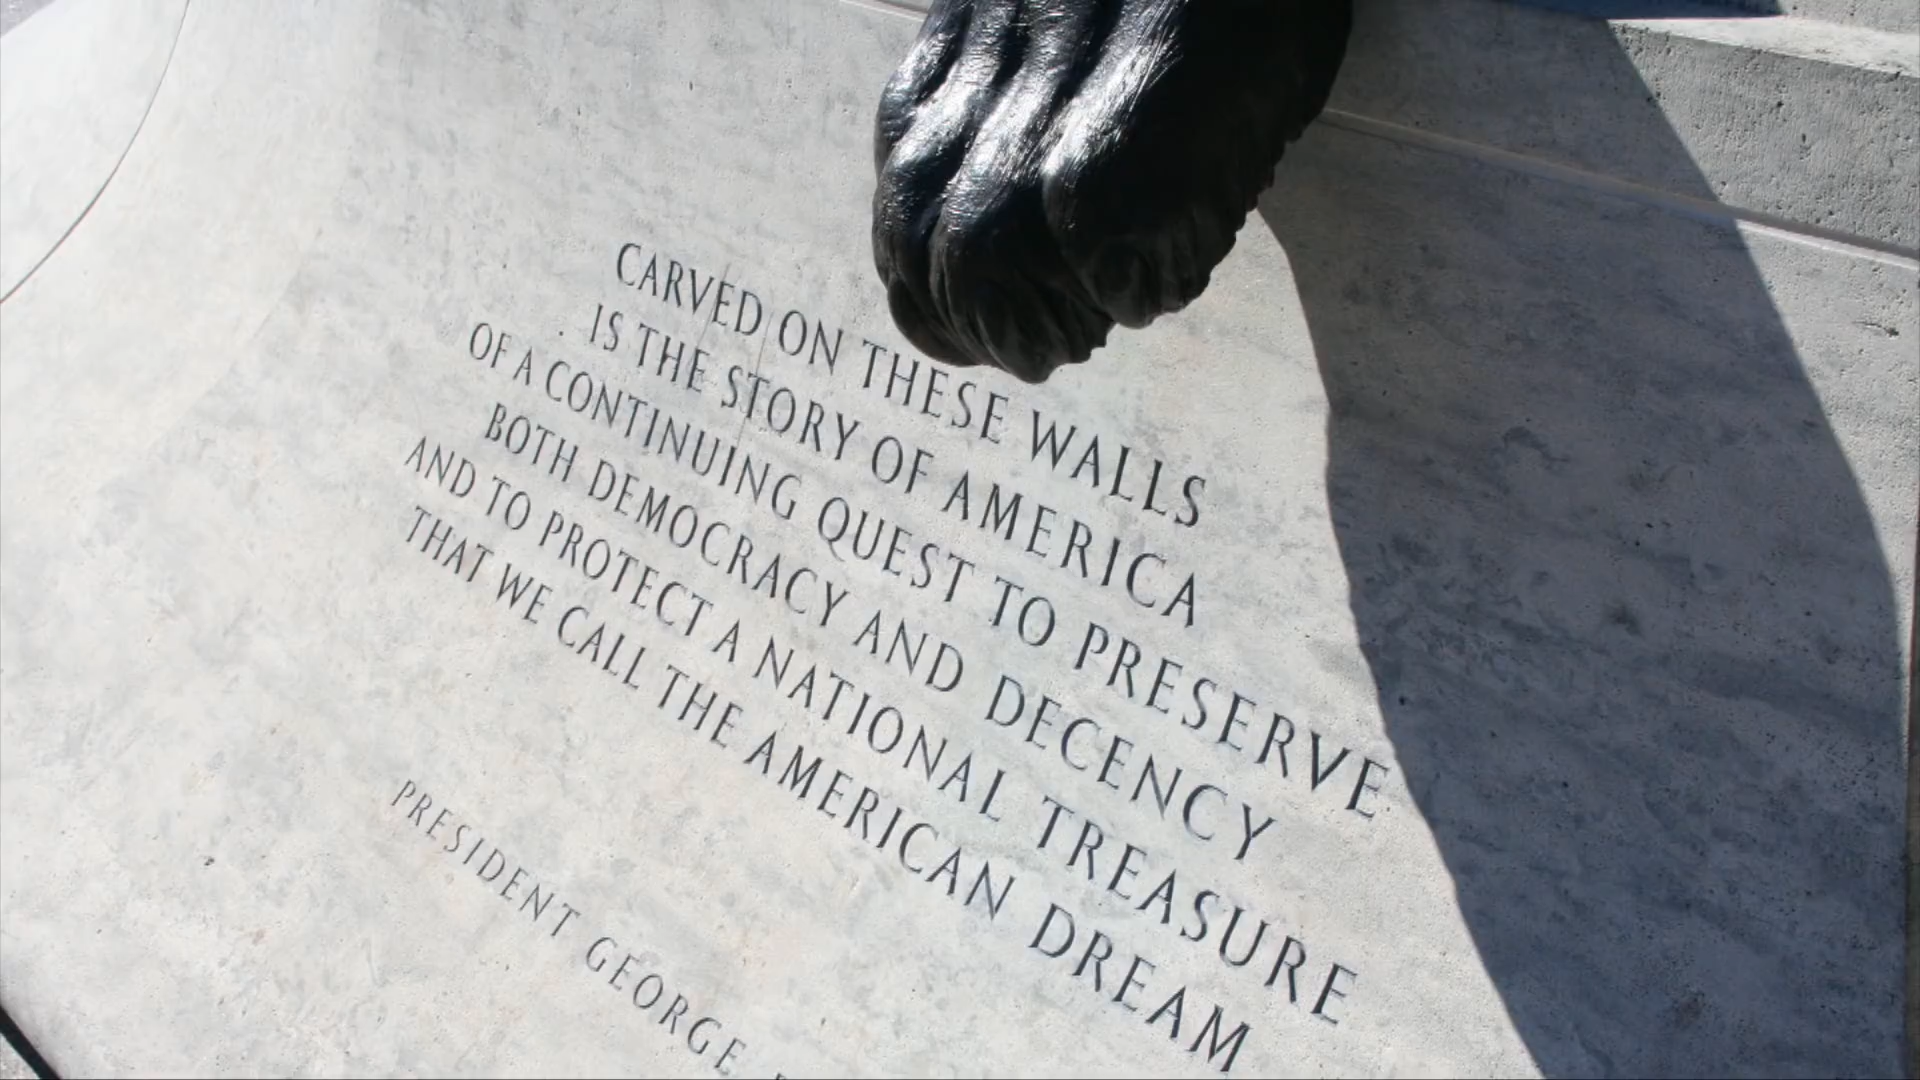 CARVED ON THESE WALLS
IS THE STORY OF AMERICA
OF A CONTINUING QUEST TO PRESERVE
BOTH DEMOCRACY AND DECENCY
AND TO PROTECT A NATIONAL TREASURE
THAT WE CALL THE AMERICAN DREAM
PRESIDENT GEORGE